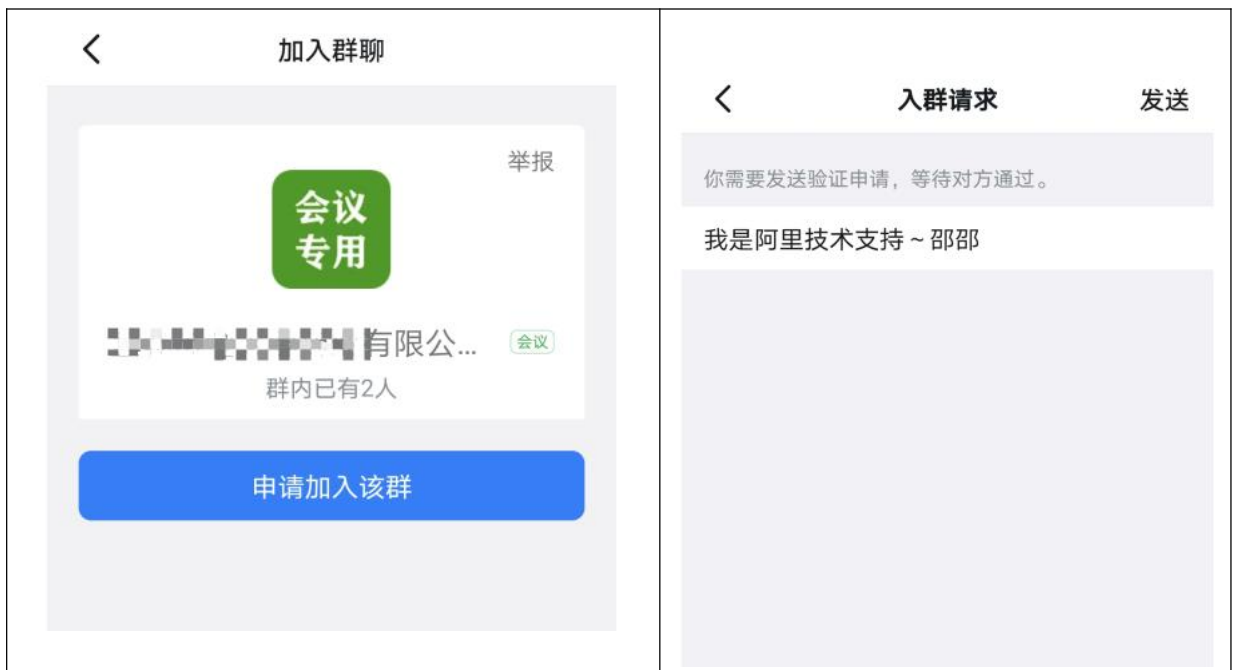 加入群聊
举报
会议
专用
有限公...
会议
群内已有2人
申请加入该群
入群请求
发送
你需要发送验证申请，等待对方通过。
我是阿里技术支持~邵邵